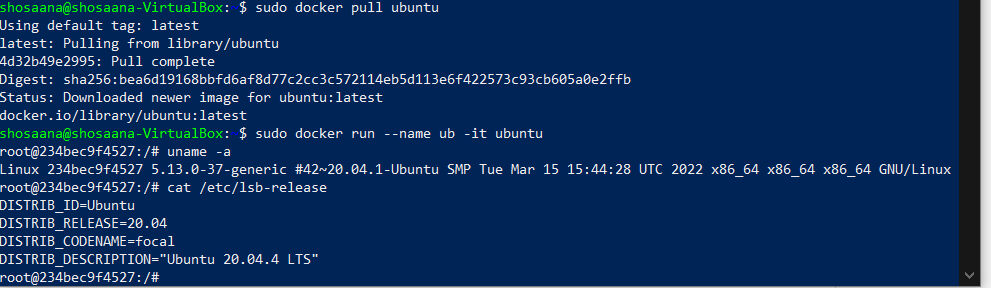 shosaana@shosaana-VirtualBox:~$ sudo docker pull ubuntu
Using default tag: latest
latest: Pulling from library/ubuntu
4d32b49e2995: Pull complete
Digest: sha256:bea6d19168bbfd6af8d77c2cc3c572114eb5d113e6f422573c93cb605a0e2ffb
Status: Downloaded newer image for ubuntu:latest
docker.io/library/ubuntu:latest
shosaana@shosaana-VirtualBox:~$ sudo docker run --name ub -it ubuntu
root@234bec9f4527:/# uname -a
Linux 234bec9f4527 5.13.0-37-generic #42~20.04.1-Ubuntu SMP Tue Mar 15 15:44:28 UTC 2022 x86_64 x86_64 x86_64 GNU/Linux
root@234bec9f4527:/# cat /etc/lsb-release
DISTRIB_ID=Ubuntu
DISTRIB_RELEASE=20.04
DISTRIB_CODENAME=focal
DISTRIB_DESCRIPTION="Ubuntu 20.04.4 LTS"
root@234bec9f4527:/#